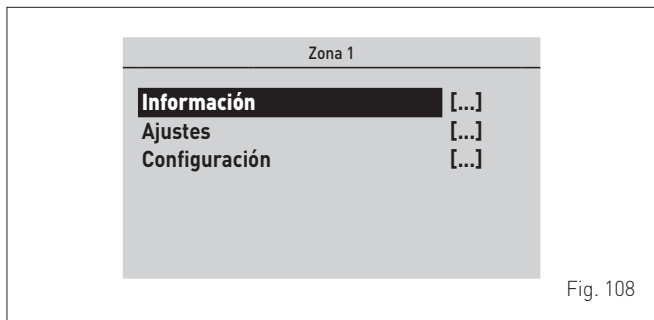 Zona 1
Información [...]
Ajustes [...]
Configuración [...]
Fig. 108